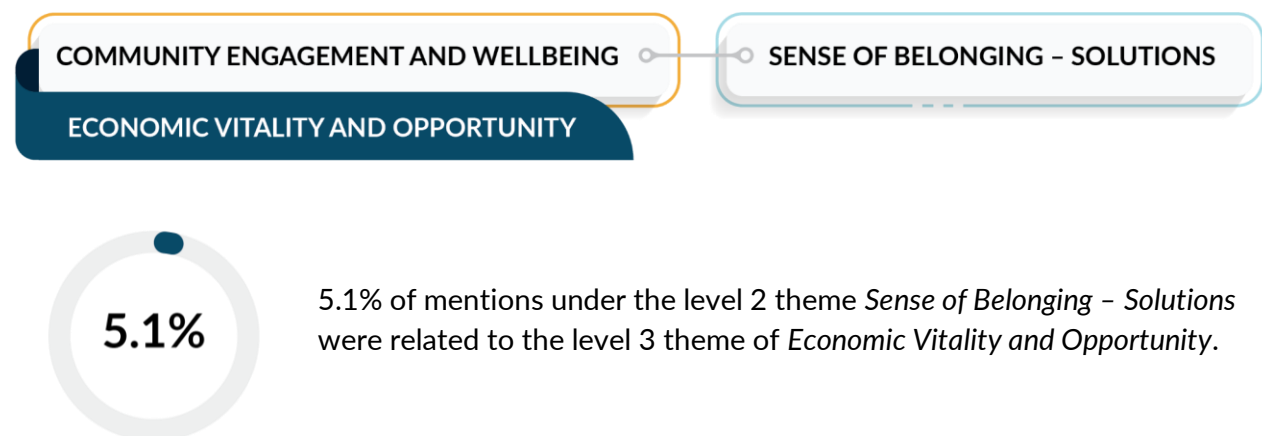 COMMUNITY ENGAGEMENT AND WELLBEING
SENSE OF BELONGING – SOLUTIONS
ECONOMIC VITALITY AND OPPORTUNITY
5.1%
5.1% of mentions under the level 2 theme Sense of Belonging – Solutions
were related to the level 3 theme of Economic Vitality and Opportunity.